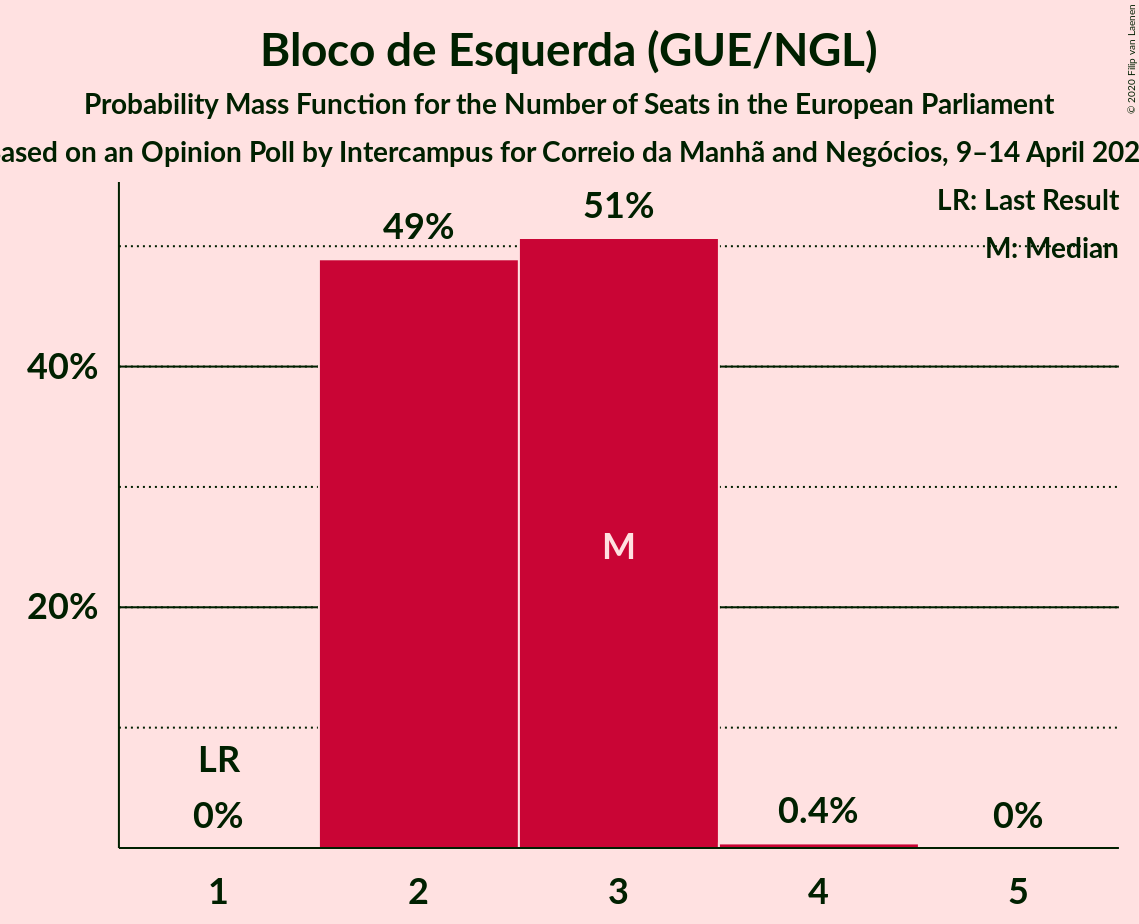 Bloco de Esquerda (GUE/NGL)
Probability Mass Function for the Number of Seats in the European Parliament
ased on an Opinion Poll by Intercampus for Correio da Manhã and Negócios, 9–14 April 202
© 2020 Filip van Laenen
LR: Last Result
M: Median
49%
51%
40%
M
20%
LR
0%
0.4%
0%
1
2
3
4
5